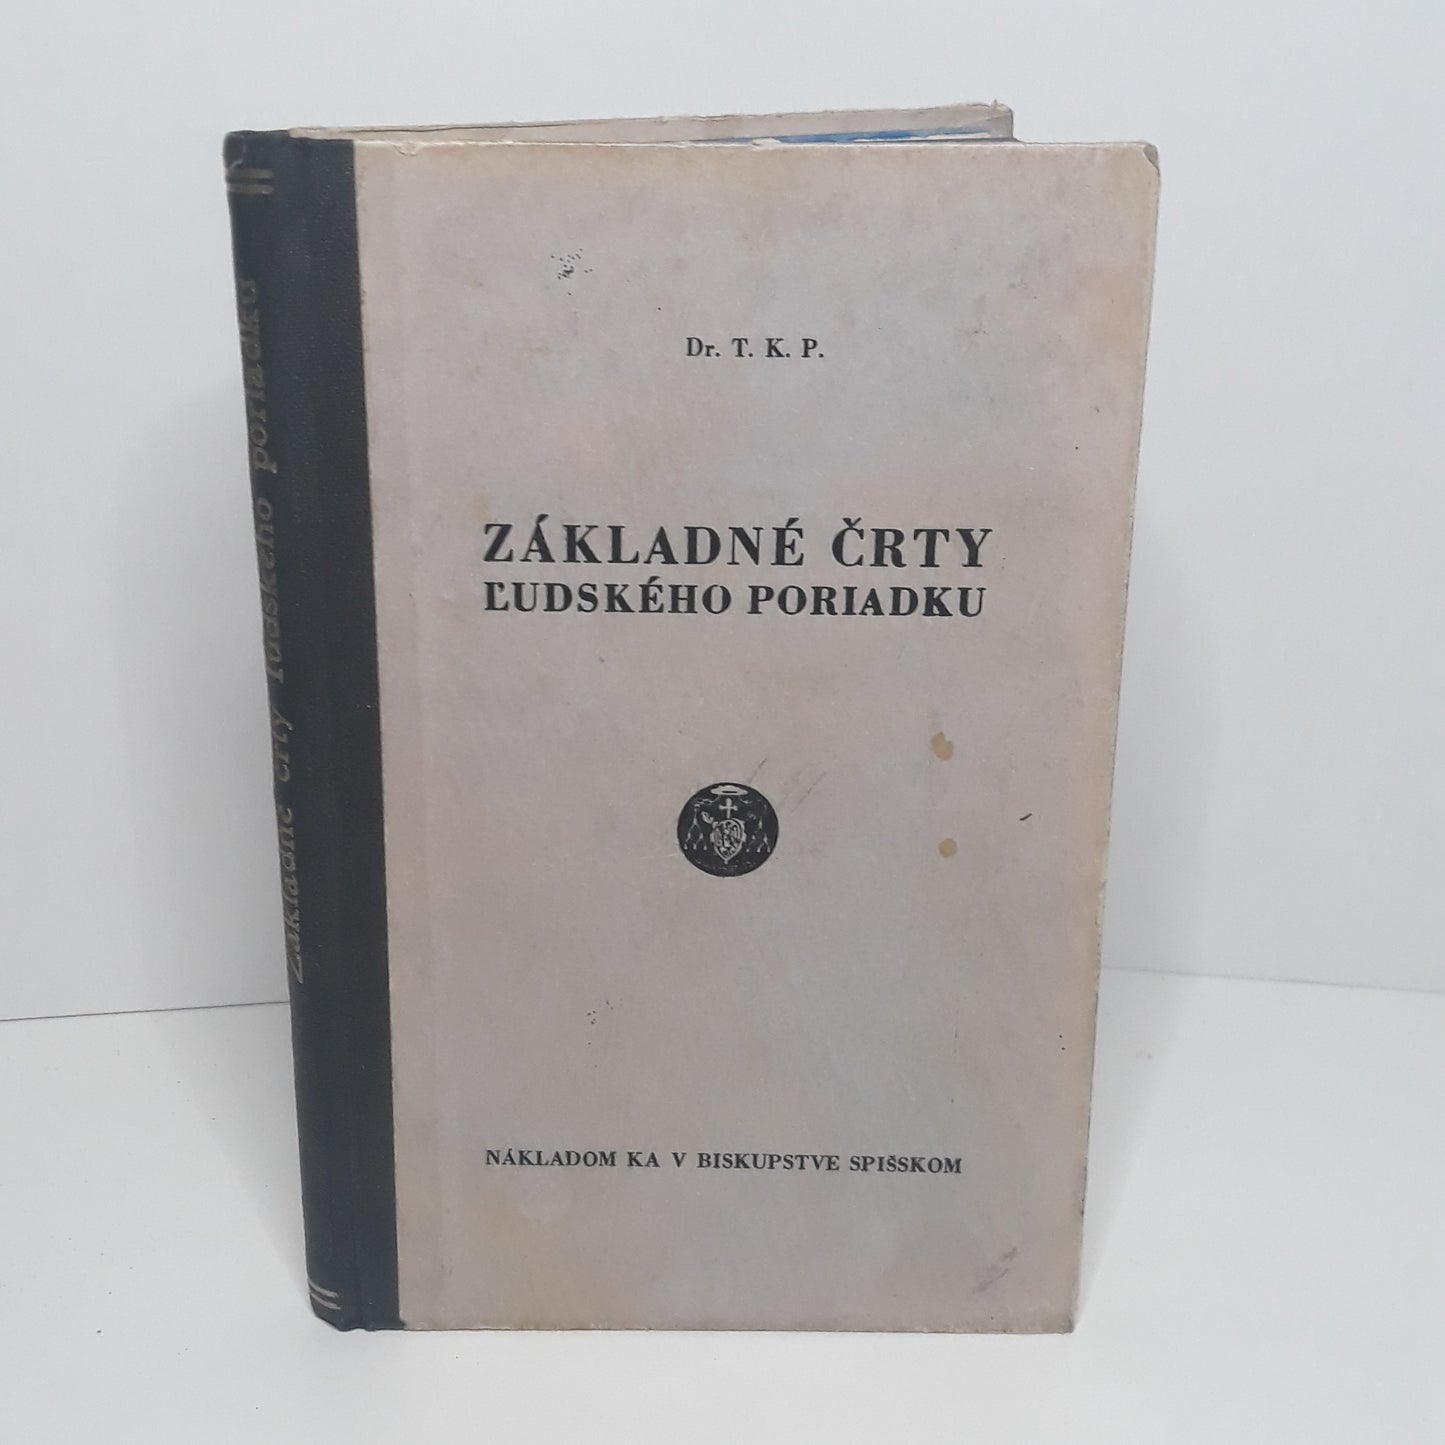 Dr. T. K. P.
ZÁKLADNÉ ČRTY
ĽUDSKÉHO PORIADKU
NÁKLADOM KA V BISKUPSTVE SPIŠSKOM
Základné črty ľudského poriadku